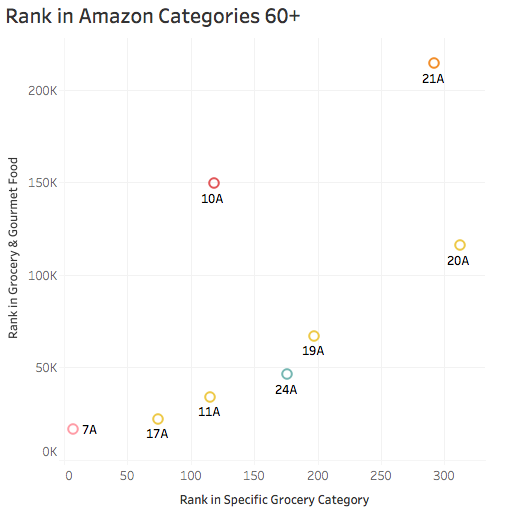 Rank in Amazon Categories 60+
Rank in Grocery & Gourmet Food
200K
150K
100K
50K
0K
21A
10A
20A
19A
24A
11A
17A
7A
0 50 100 150 200 250 300
Rank in Specific Grocery Category